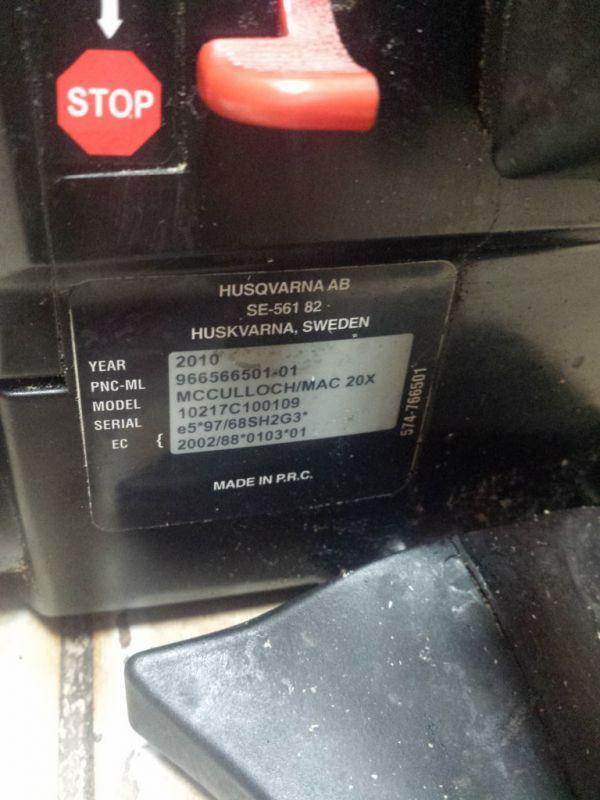 STOP
HUSQVARNA AB
SE-561 82
HUSKVARNA, SWEDEN
YEAR 2010
PNC-ML 966566501-01
MODEL MCCULLOCH/MAC 20X
SERIAL 10217C100109
EC { e5*97/68SH2G3*
2002/88*0103*01
574-766501
MADE IN P.R.C.